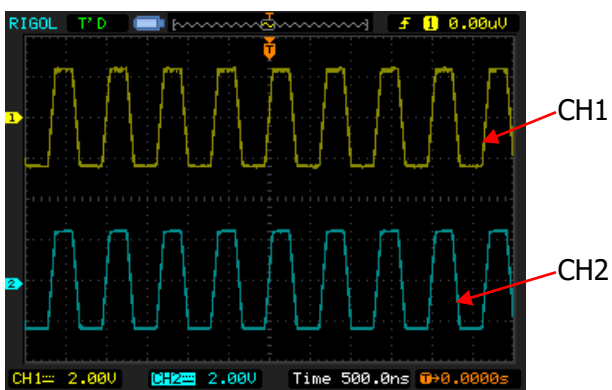 RIGOL T'D T f 1 0.00uV
T
1
CH1
2
CH2
CH1 2.00V CH2 2.00V Time 500.0ns T→0.0000s